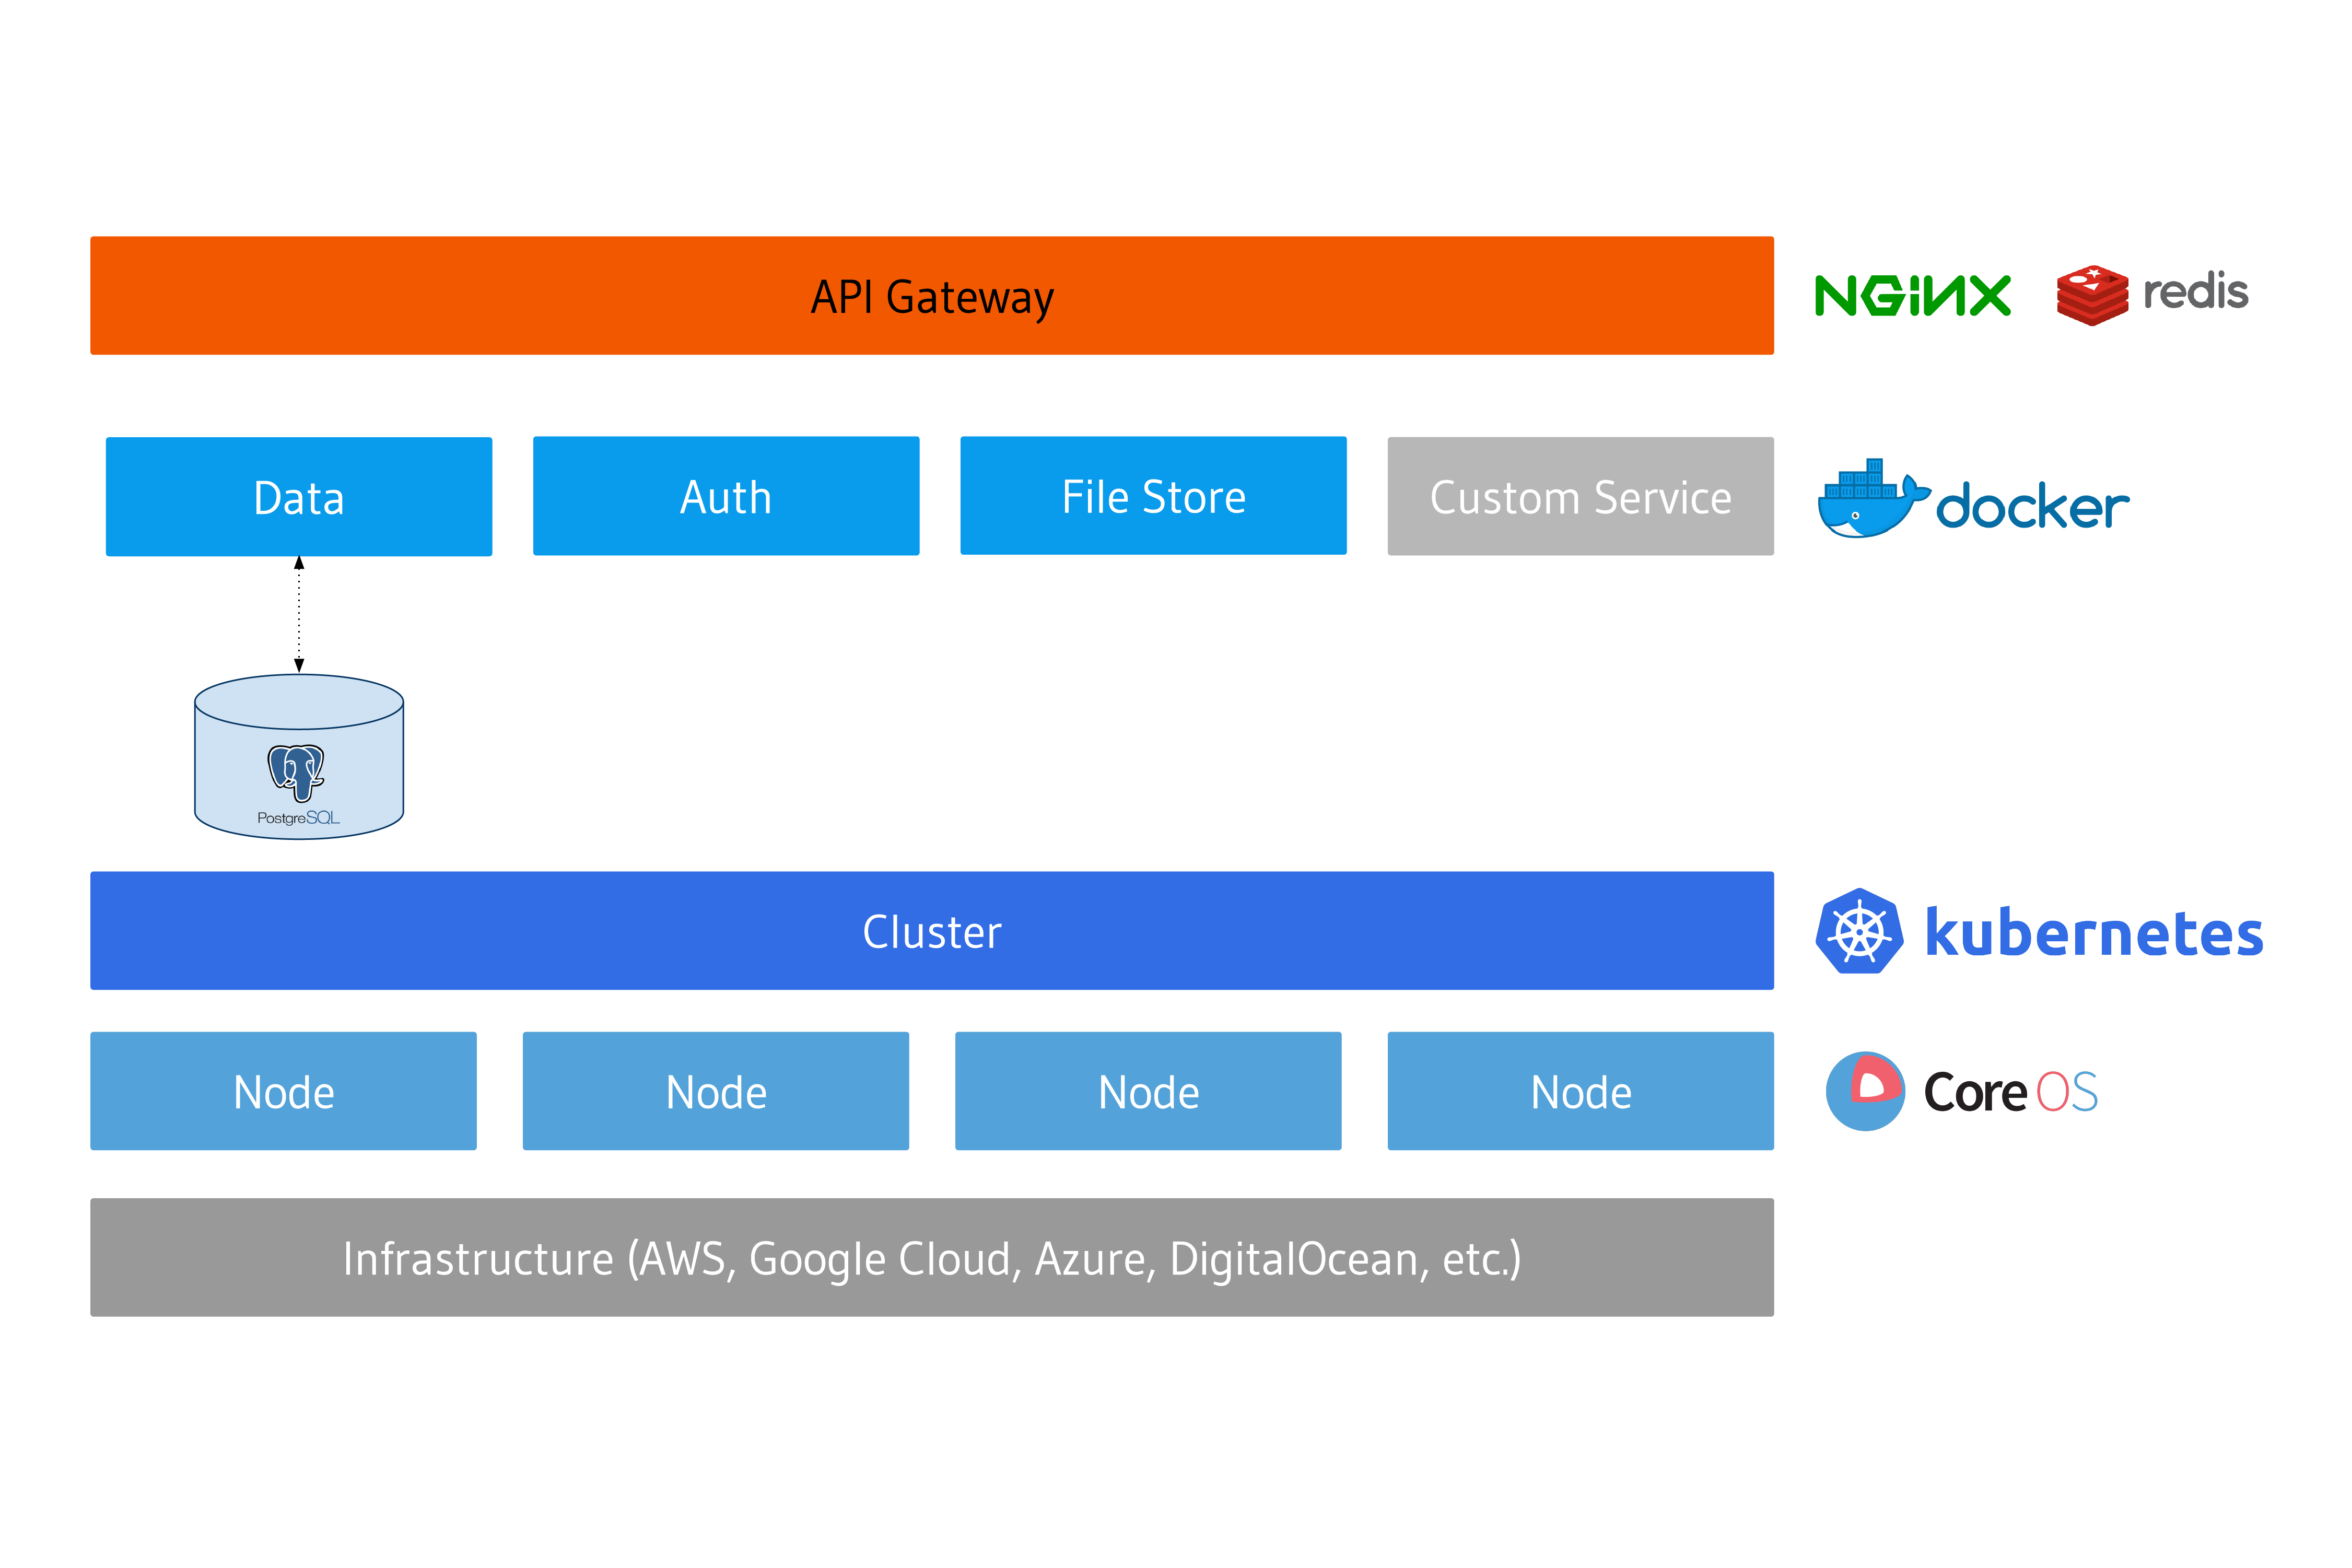 API Gateway
NGiNX
redis
Data
Auth
File Store
Custom Service
docker
PostgreSQL
Cluster
kubernetes
Node
Node
Node
Node
CoreOS
Infrastructure (AWS, Google Cloud, Azure, DigitalOcean, etc.)